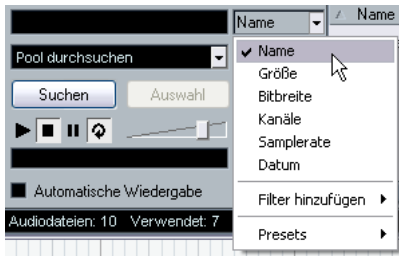 Name
Name
Pool durchsuchen
Suchen
Auswahl
Automatische Wiedergabe
Audiodateien: 10 Verwendet: 7
Name
Größe
Bitbreite
Kanäle
Samplerate
Datum
Filter hinzufügen
Presets